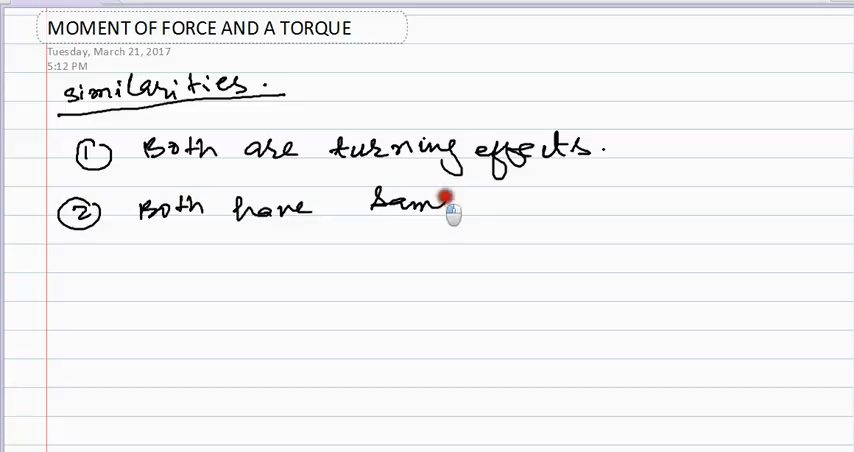 MOMENT OF FORCE AND A TORQUE
Tuesday, March 21, 2017
5:12 PM
similarities.
① Both are turning effects.
② Both have Sam